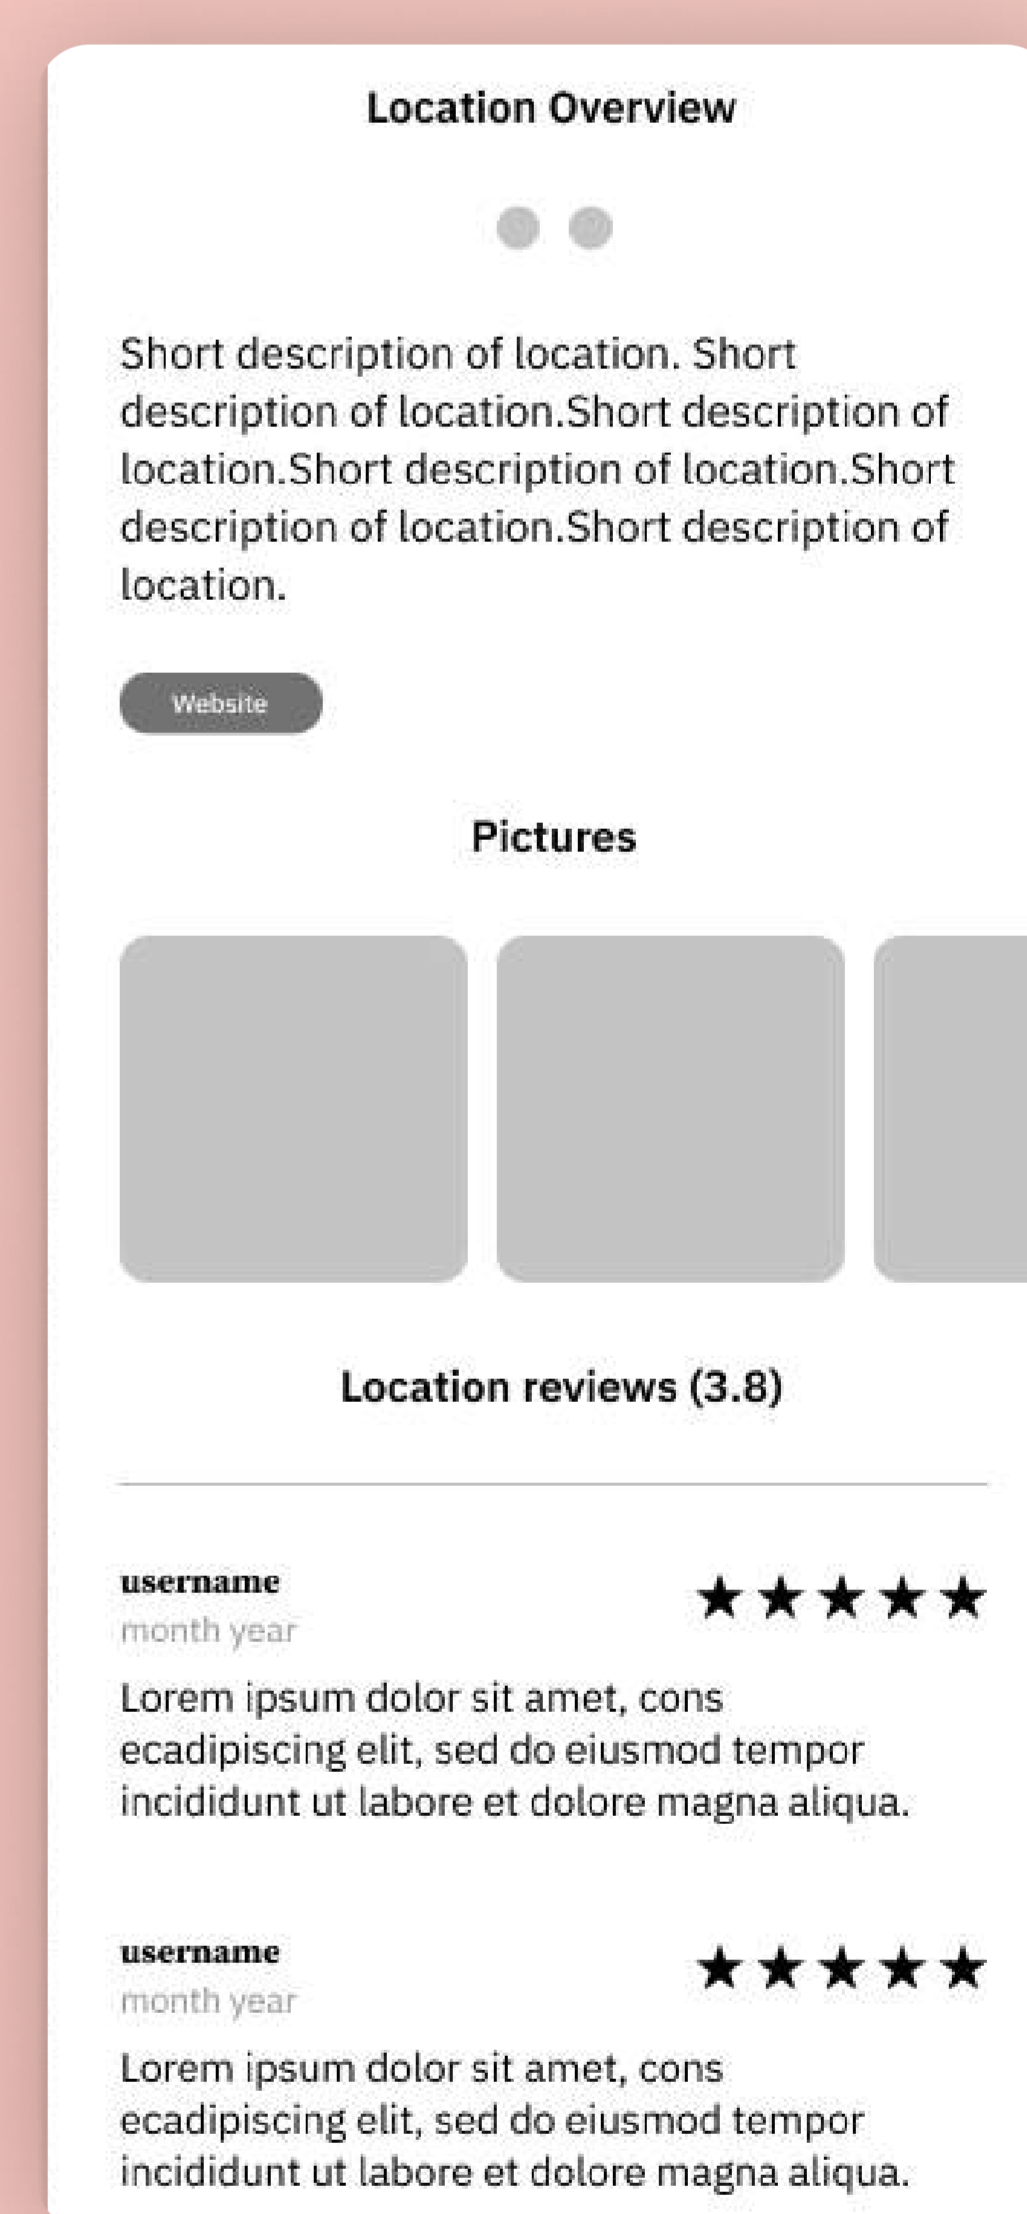 Location Overview
Short description of location. Short
description of location.Short description of
location.Short description of location.Short
description of location.Short description of
location.
Website
Pictures
Location reviews (3.8)
username
month year
Lorem ipsum dolor sit amet, cons
ecadipiscing elit, sed do eiusmod tempor
incididunt ut labore et dolore magna aliqua.
username
month year
Lorem ipsum dolor sit amet, cons
ecadipiscing elit, sed do eiusmod tempor
incididunt ut labore et dolore magna aliqua.